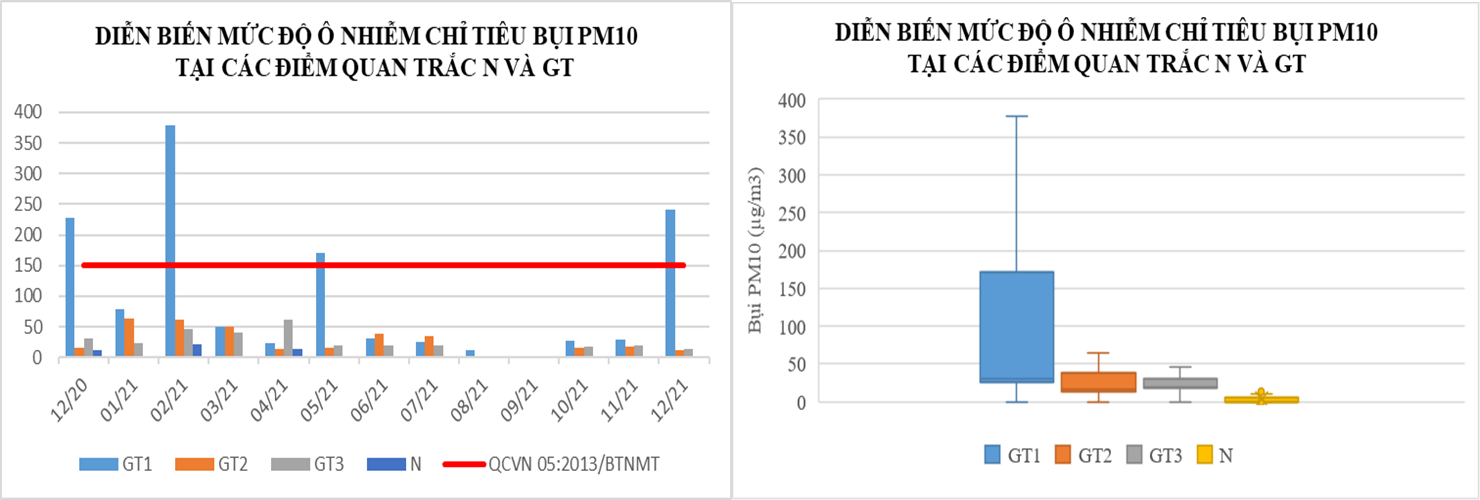 DIỄN BIẾN MỨC ĐỘ Ô NHIỄM CHỈ TIÊU BỤI PM10
TẠI CÁC ĐIỂM QUAN TRẮC N VÀ GT
400
350
300
250
200
150
100
50
0
12/20 01/21 02/21 03/21 04/21 05/21 06/21 07/21 08/21 09/21 10/21 11/21 12/21
GT1 GT2 GT3 N QCVN 05:2013/BTNMT
DIỄN BIẾN MỨC ĐỘ Ô NHIỄM CHỈ TIÊU BỤI PM10
TẠI CÁC ĐIỂM QUAN TRẮC N VÀ GT
Bụi PM10 (µg/m3)
400
350
300
250
200
150
100
50
0
GT1 GT2 GT3 N